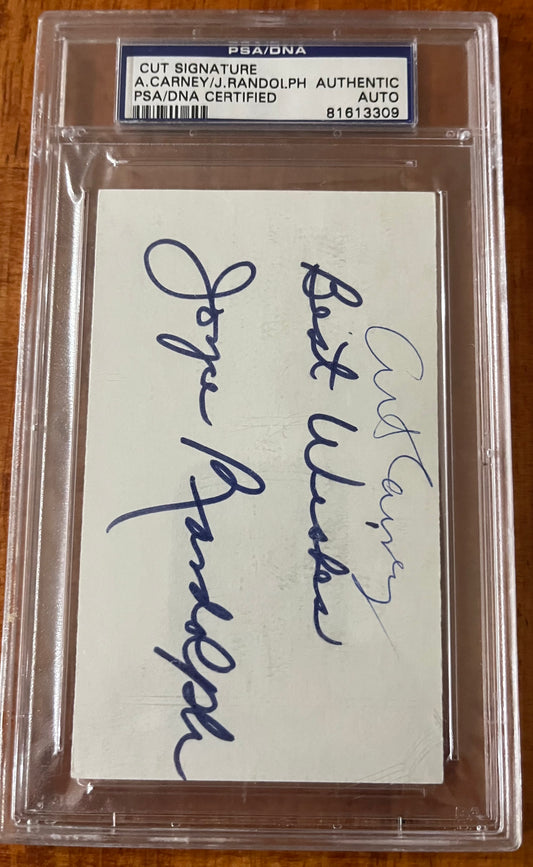 PSA/DNA
CUT SIGNATURE
A.CARNEY/J.RANDOLPH AUTHENTIC
PSA/DNA CERTIFIED AUTO
81613309
Art Carney
Best Wishes
Joyce Randolph